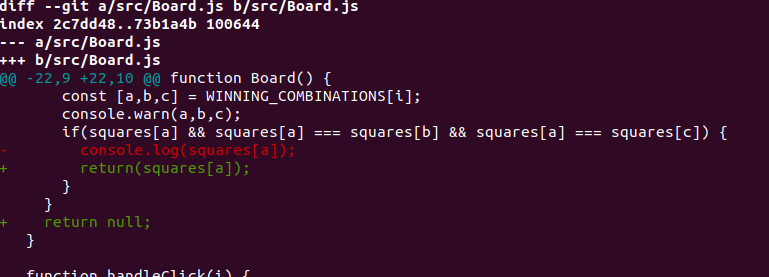 diff --git a/src/Board.js b/src/Board.js
index 2c7dd48..73b1a4b 100644
--- a/src/Board.js
+++ b/src/Board.js
@@ -22,9 +22,10 @@ function Board() {
       const [a,b,c] = WINNING_COMBINATIONS[i];
       console.warn(a,b,c);
       if(squares[a] && squares[a] === squares[b] && squares[a] === squares[c]) {
-        console.log(squares[a]);
+        return(squares[a]);
       }
     }
+    return null;
   }
   function handleClick(i) {